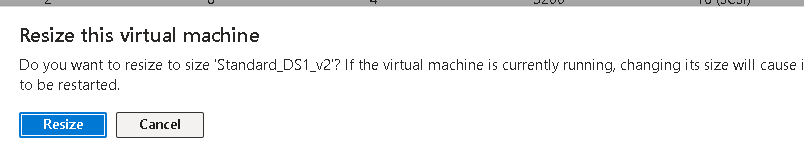 Resize this virtual machine
Do you want to resize to size 'Standard_DS1_v2'? If the virtual machine is currently running, changing its size will cause
to be restarted.
Resize
Cancel